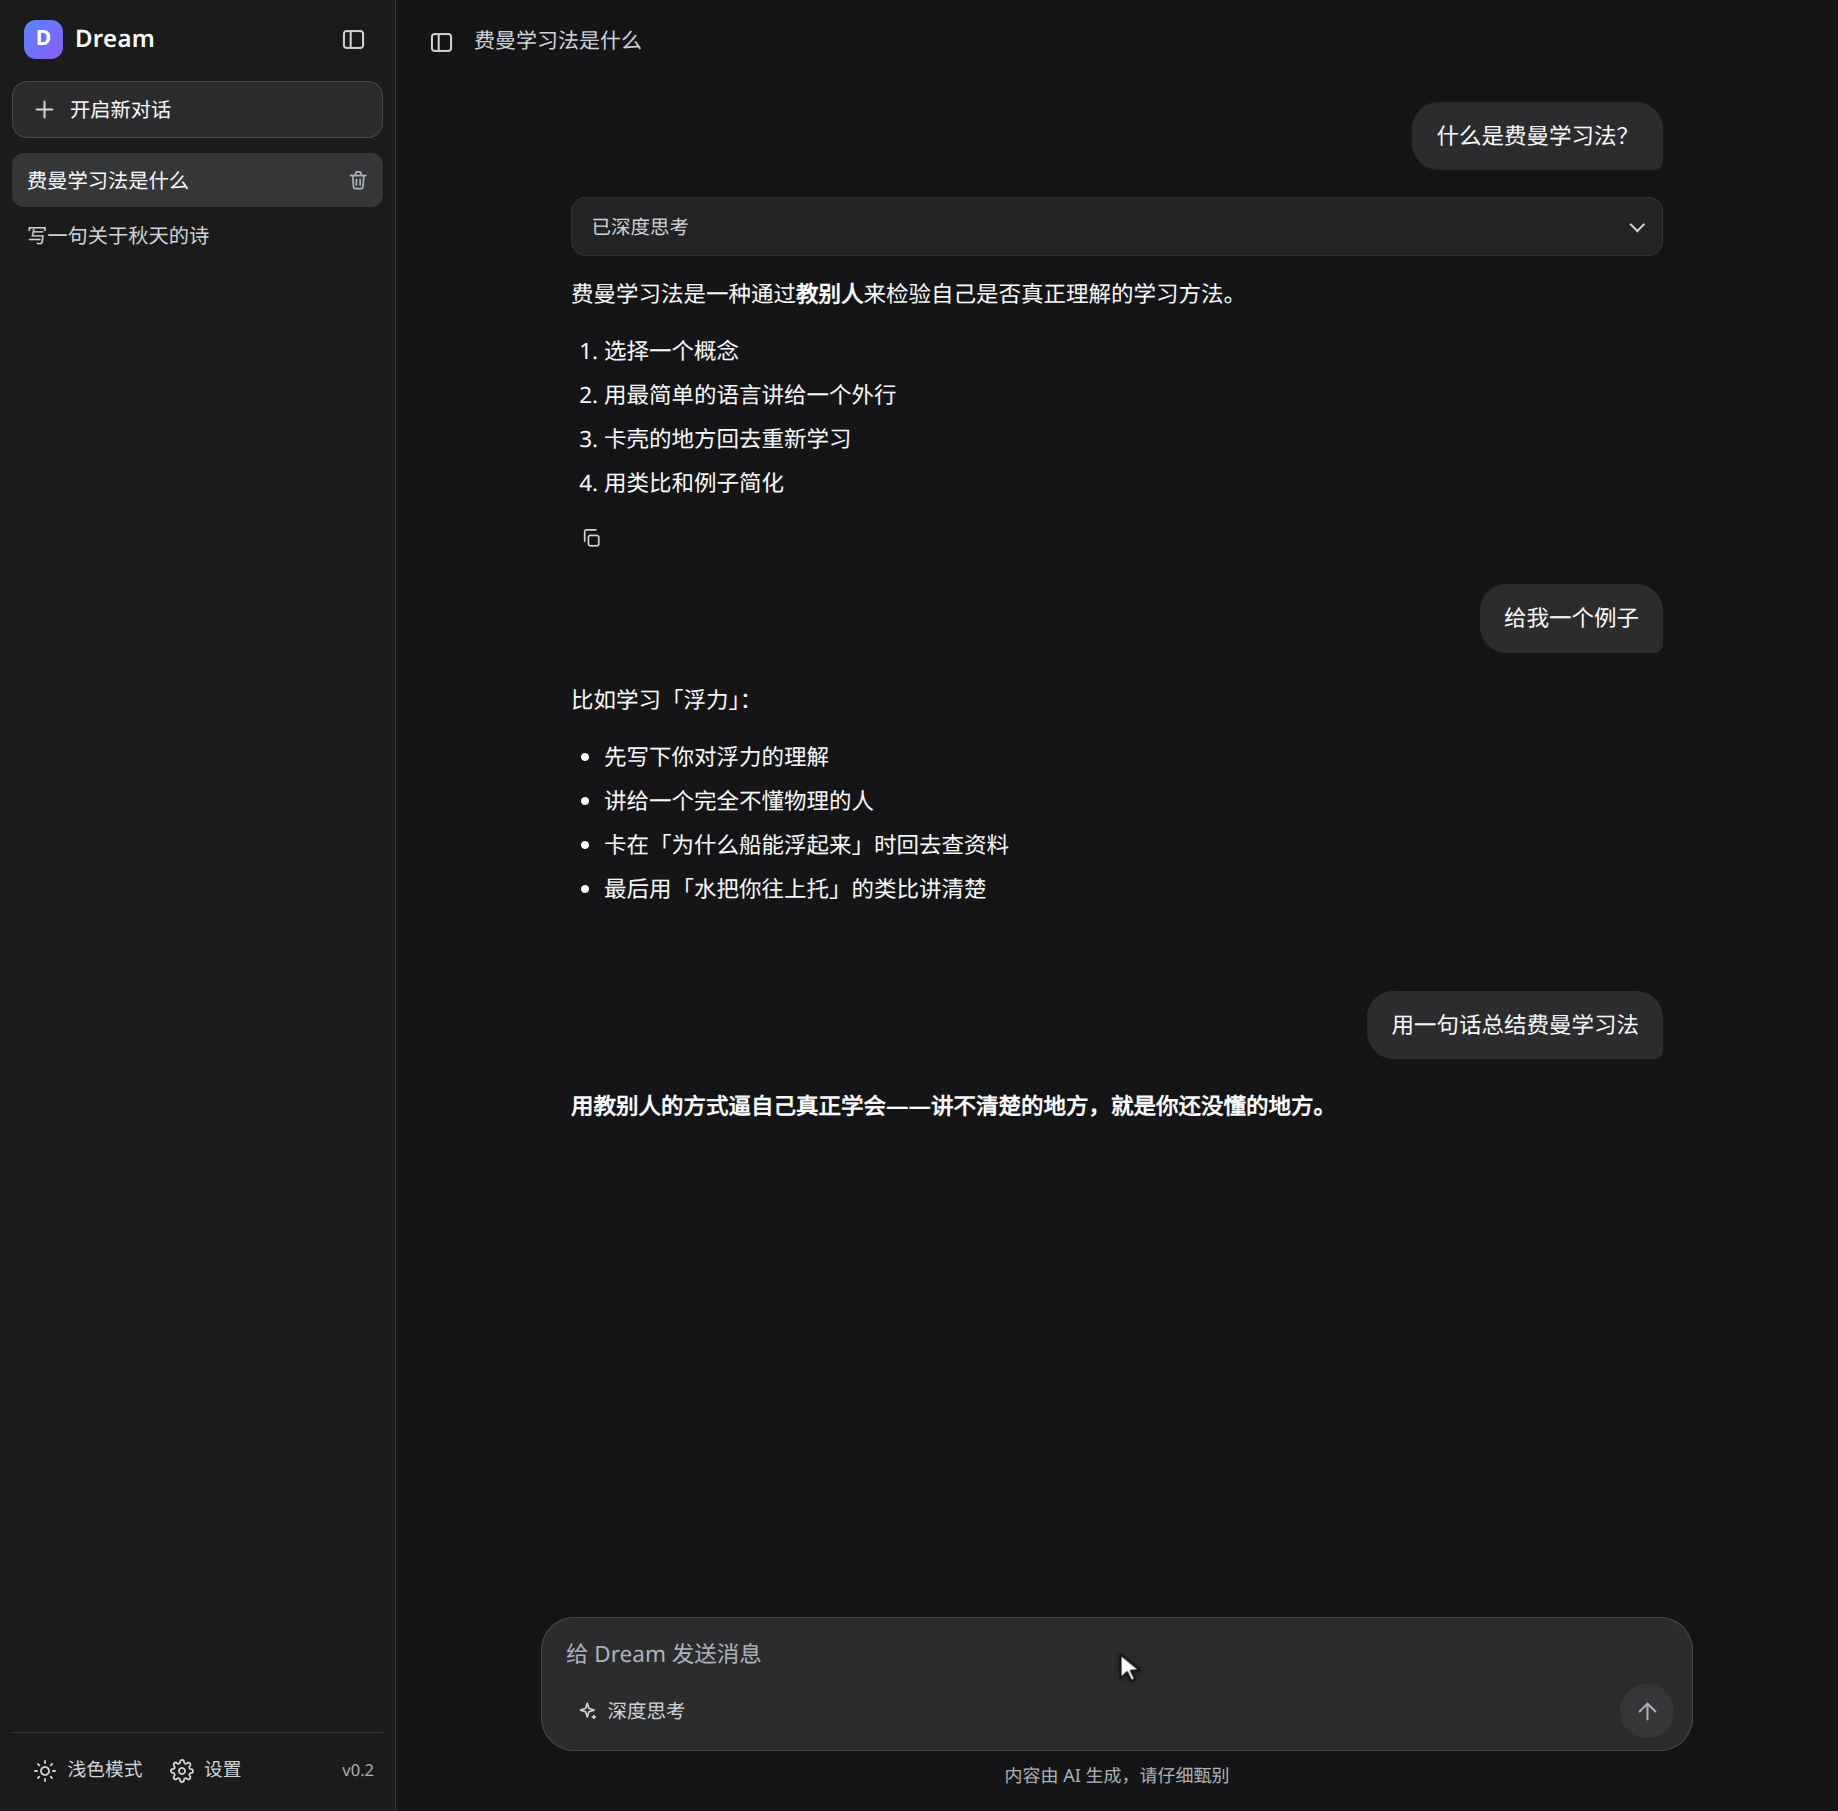 D Dream
开启新对话
费曼学习法是什么
写一句关于秋天的诗
浅色模式 设置 v0.2
费曼学习法是什么
什么是费曼学习法？
已深度思考
费曼学习法是一种通过教别人来检验自己是否真正理解的学习方法。
1. 选择一个概念
2. 用最简单的语言讲给一个外行
3. 卡壳的地方回去重新学习
4. 用类比和例子简化
给我一个例子
比如学习「浮力」：
• 先写下你对浮力的理解
• 讲给一个完全不懂物理的人
• 卡在「为什么船能浮起来」时回去查资料
• 最后用「水把你往上托」的类比讲清楚
用一句话总结费曼学习法
用教别人的方式逼自己真正学会——讲不清楚的地方，就是你还没懂的地方。
给 Dream 发送消息
深度思考
内容由 AI 生成，请仔细甄别